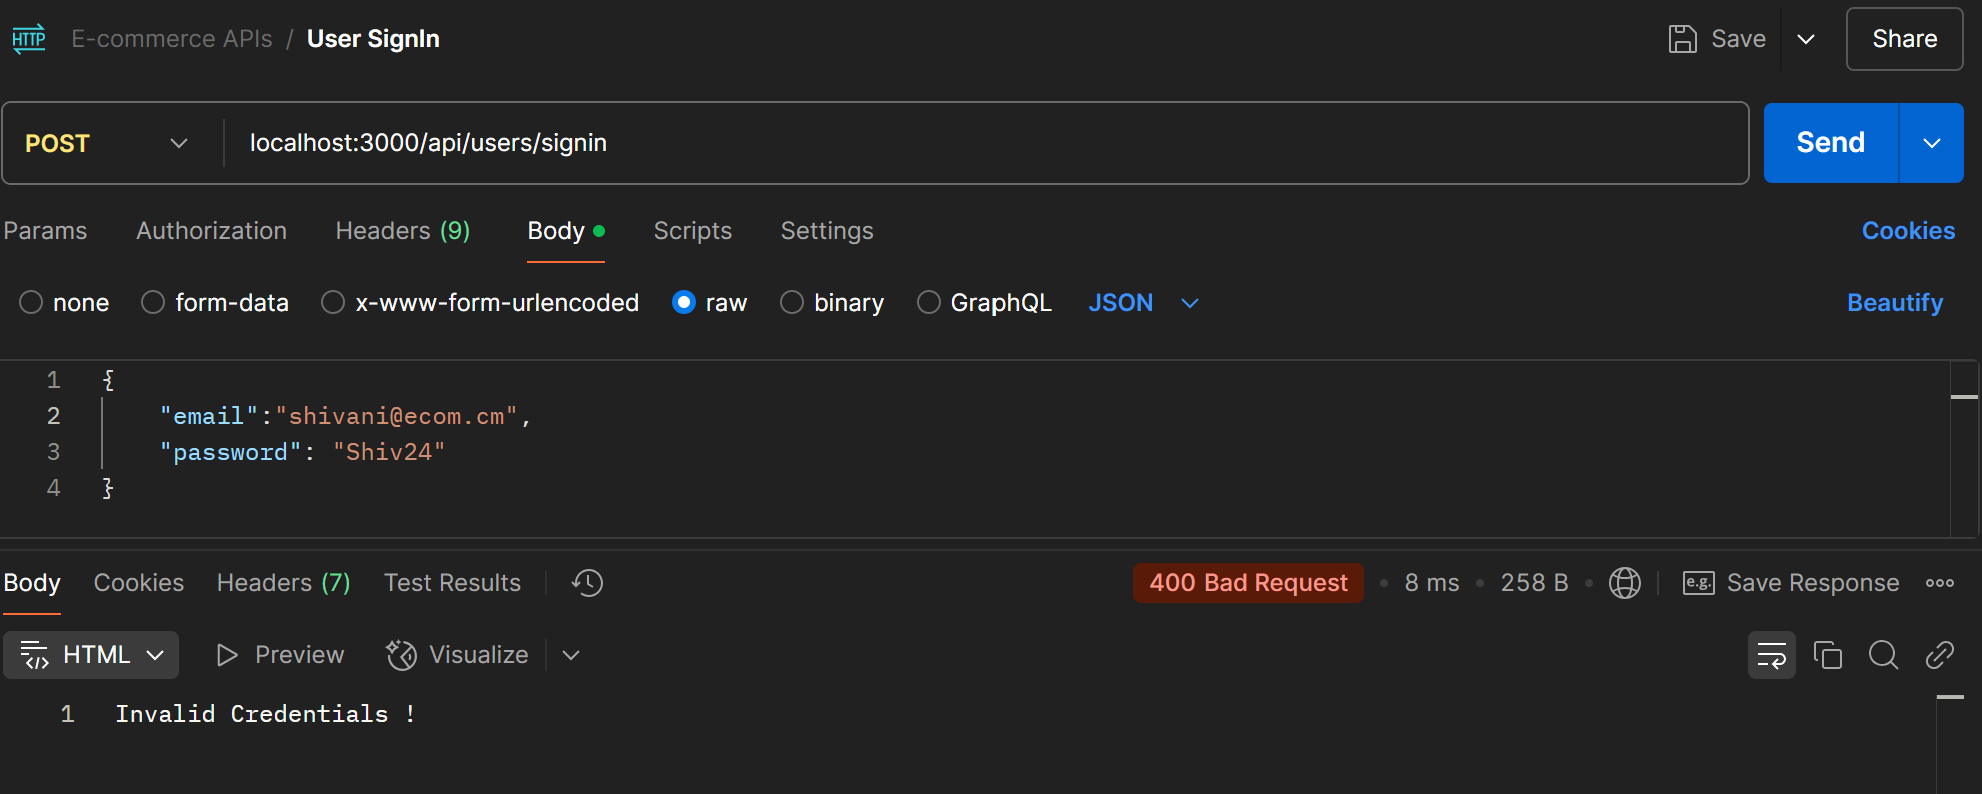 HTTP E-commerce APIs / User SignIn Save Share
POST localhost:3000/api/users/signin Send
Params Authorization Headers (9) Body Scripts Settings Cookies
none form-data x-www-form-urlencoded raw binary GraphQL JSON Beautify
1 {
2 "email":"shivani@ecom.cm",
3 "password": "Shiv24"
4 }
Body Cookies Headers (7) Test Results 400 Bad Request • 8 ms • 258 B • e.g. Save Response
HTML Preview Visualize
1 Invalid Credentials !